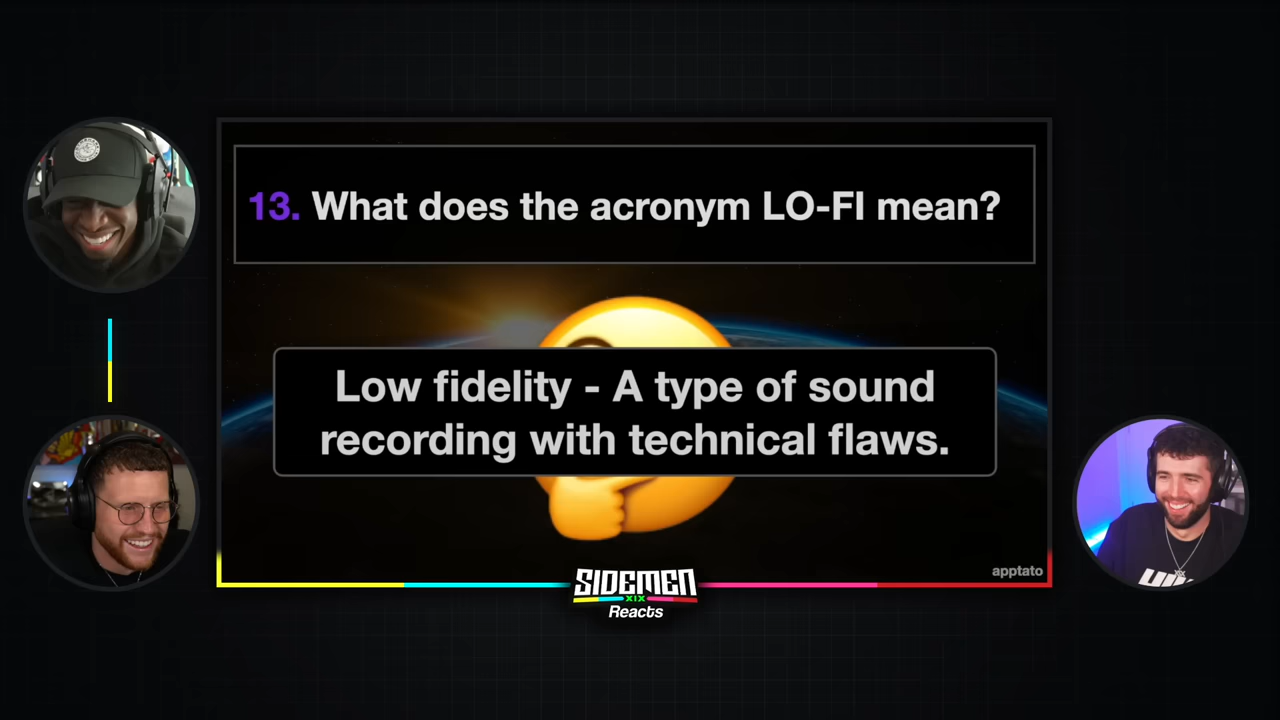 13. What does the acronym LO-FI mean?
Low fidelity - A type of sound
recording with technical flaws.
apptato
SIDEMEN
XIX
Reacts